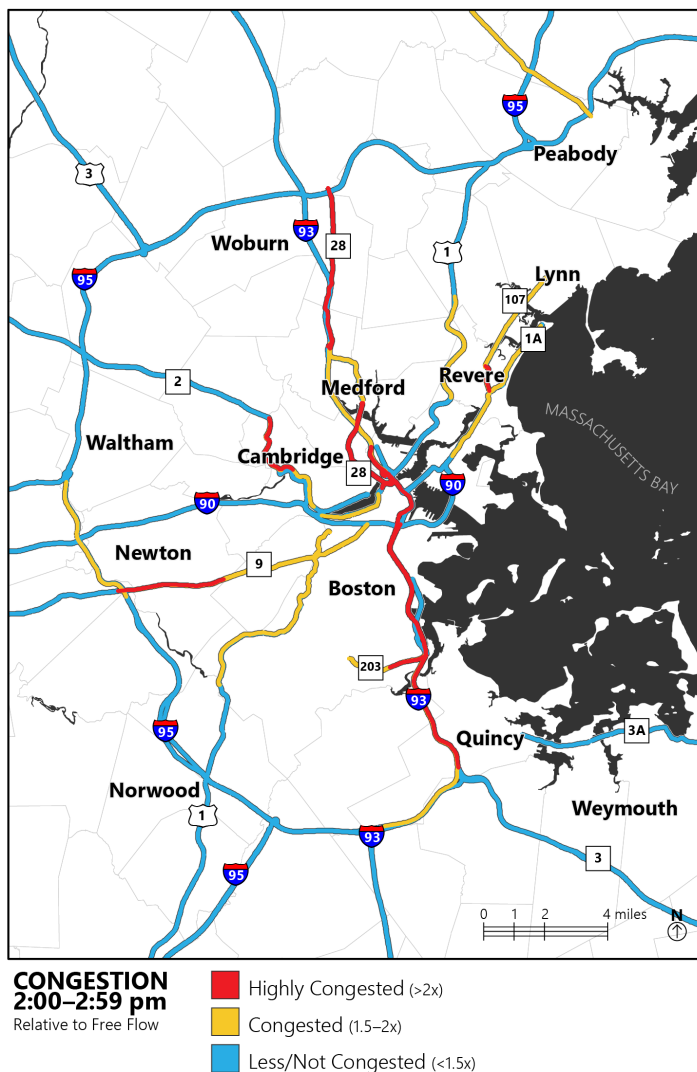 95
Peabody
3
93
Woburn
28
1
95
Lynn
107
1A
2
Medford
Revere
MASSACHUSETTS BAY
Waltham
Cambridge
28
90
90
Newton
9
Boston
203
93
95
Quincy
3A
Norwood
1
Weymouth
93
3
95
0 1 2 4 miles
N
CONGESTION
2:00–2:59 pm
Relative to Free Flow
Highly Congested (>2x)
Congested (1.5–2x)
Less/Not Congested (<1.5x)